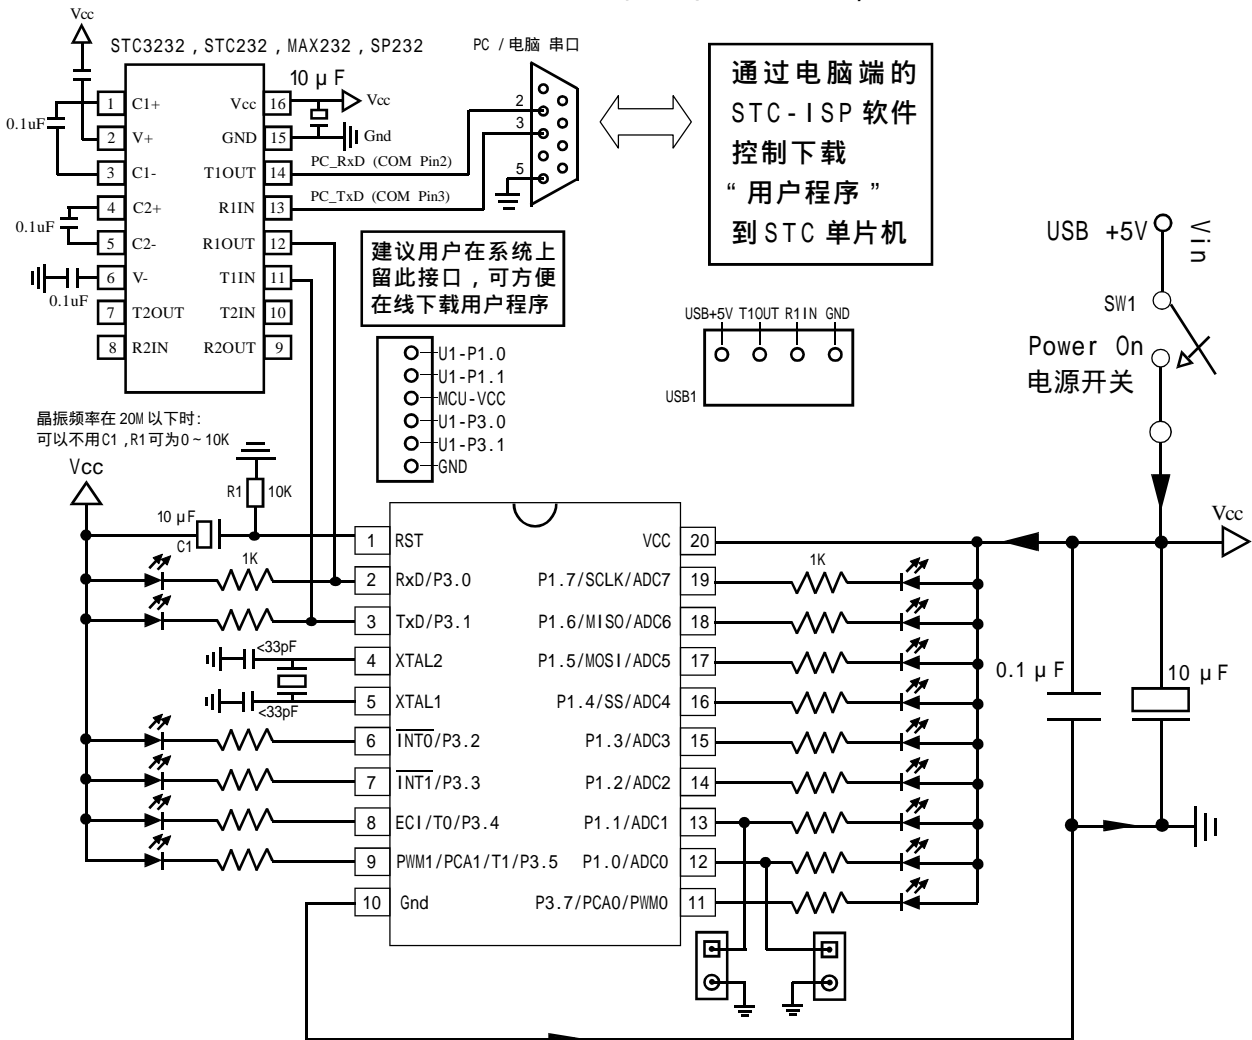 STC3232 , STC232 , MAX232 , SP232
PC / 电脑 串口
10 μF
1 C1+
Vcc 16
Vcc
0.1uF
2 V+
GND 15
Gnd
3 C1-
T1OUT 14
PC_RxD (COM Pin2)
4 C2+
R1IN 13
PC_TxD (COM Pin3)
0.1uF
5 C2-
R1OUT 12
6 V-
T1IN 11
0.1uF
7 T2OUT
T2IN 10
8 R2IN
R2OUT 9
2
3
5
通过电脑端的
STC-ISP 软件
控制下载
“用户程序”
到 STC 单片机
建议用户在系统上
留此接口，可方便
在线下载用户程序
U1-P1.0
U1-P1.1
MCU-VCC
U1-P3.0
U1-P3.1
GND
USB+5V T1OUT R1IN GND
USB1
USB +5V
Vin
SW1
Power On
电源开关
晶振频率在 20M 以下时:
可以不用C1 ,R1可为0 ~ 10K
Vcc
R1
10K
10 μF
C1
1K
1 RST
2 RxD/P3.0
3 TxD/P3.1
<33pF
4 XTAL2
5 XTAL1
<33pF
6 INT0/P3.2
7 INT1/P3.3
8 ECI/T0/P3.4
9 PWM1/PCA1/T1/P3.5
10 Gnd
VCC 20
P1.7/SCLK/ADC7 19
1K
P1.6/MISO/ADC6 18
P1.5/MOSI/ADC5 17
P1.4/SS/ADC4 16
P1.3/ADC3 15
P1.2/ADC2 14
P1.1/ADC1 13
P1.0/ADC0 12
P3.7/PCA0/PWM0 11
Vcc
0.1 μF
10 μF
Vcc